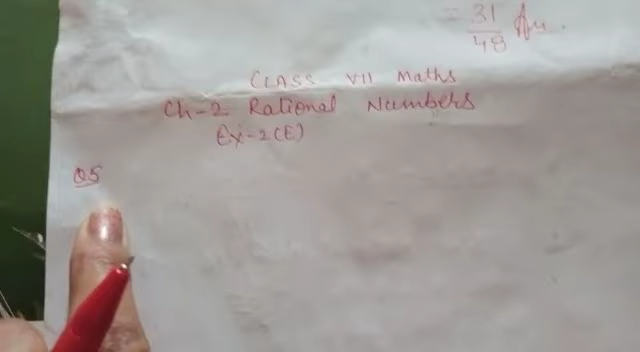 = 31/48 Ans.
CLASS VII Maths
Ch-2 Rational Numbers
Ex-2(E)
Q5